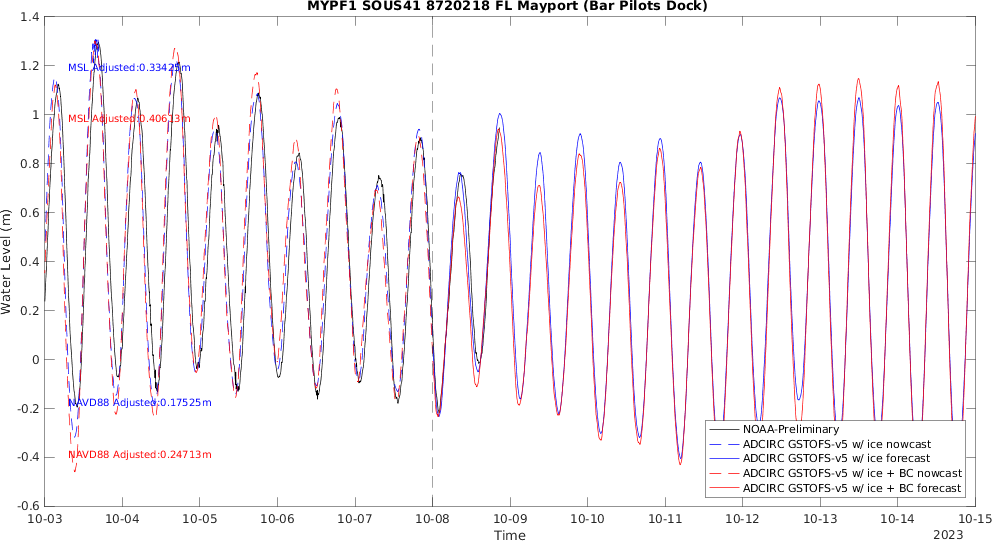 MYPF1 SOUS41 8720218 FL Mayport (Bar Pilots Dock)
1.4
1.2
1
0.8
0.6
0.4
0.2
0
-0.2
-0.4
-0.6
Water Level (m)
MSL Adjusted:0.33425m
MSL Adjusted:0.40613m
NAVD88 Adjusted:0.17525m
NAVD88 Adjusted:0.24713m
NOAA-Preliminary
ADCIRC GSTOFS-v5 w/ ice nowcast
ADCIRC GSTOFS-v5 w/ ice forecast
ADCIRC GSTOFS-v5 w/ ice + BC nowcast
ADCIRC GSTOFS-v5 w/ ice + BC forecast
10-03 10-04 10-05 10-06 10-07 10-08 10-09 10-10 10-11 10-12 10-13 10-14 10-15
Time
2023